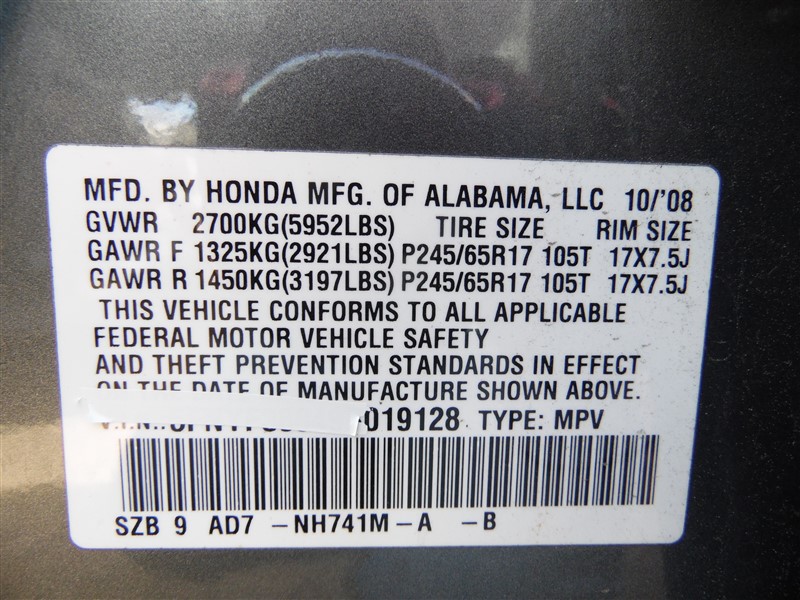 MFD. BY HONDA MFG. OF ALABAMA, LLC 10/'08
GVWR 2700KG(5952LBS) TIRE SIZE RIM SIZE
GAWR F 1325KG(2921LBS) P245/65R17 105T 17X7.5J
GAWR R 1450KG(3197LBS) P245/65R17 105T 17X7.5J
THIS VEHICLE CONFORMS TO ALL APPLICABLE
FEDERAL MOTOR VEHICLE SAFETY
AND THEFT PREVENTION STANDARDS IN EFFECT
ON THE DATE OF MANUFACTURE SHOWN ABOVE.
V.I.N.: 019128 TYPE: MPV
SZB 9 AD7 -NH741M-A -B